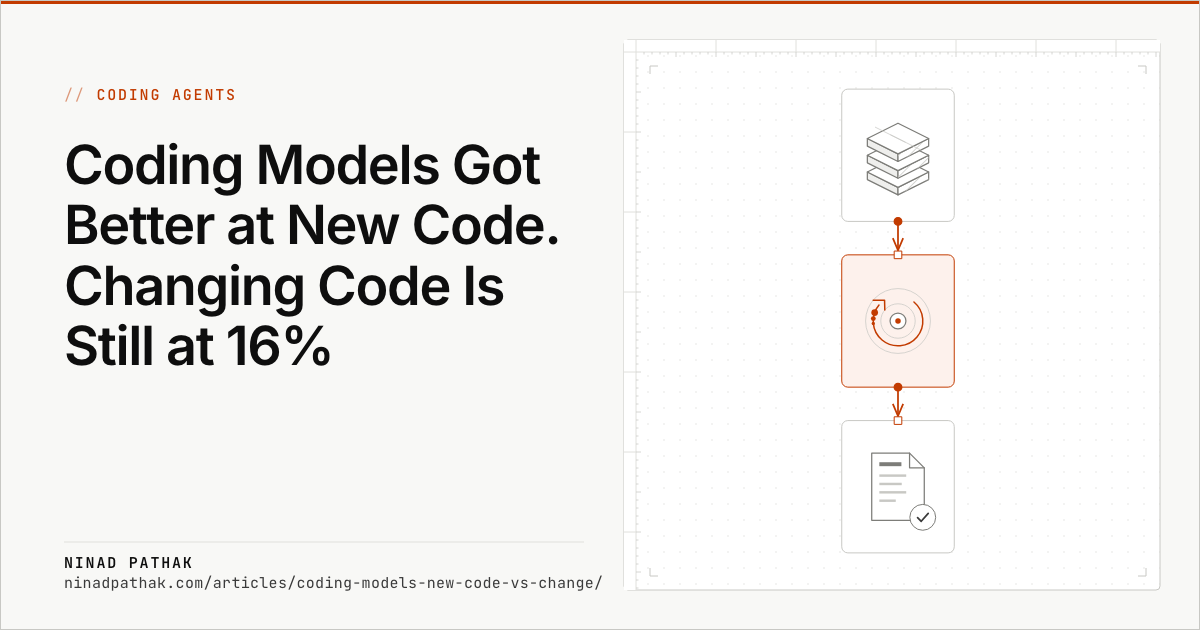 // CODING AGENTS
Coding Models Got
Better at New Code.
Changing Code Is
Still at 16%
NINAD PATHAK
ninadpathak.com/articles/coding-models-new-code-vs-change/